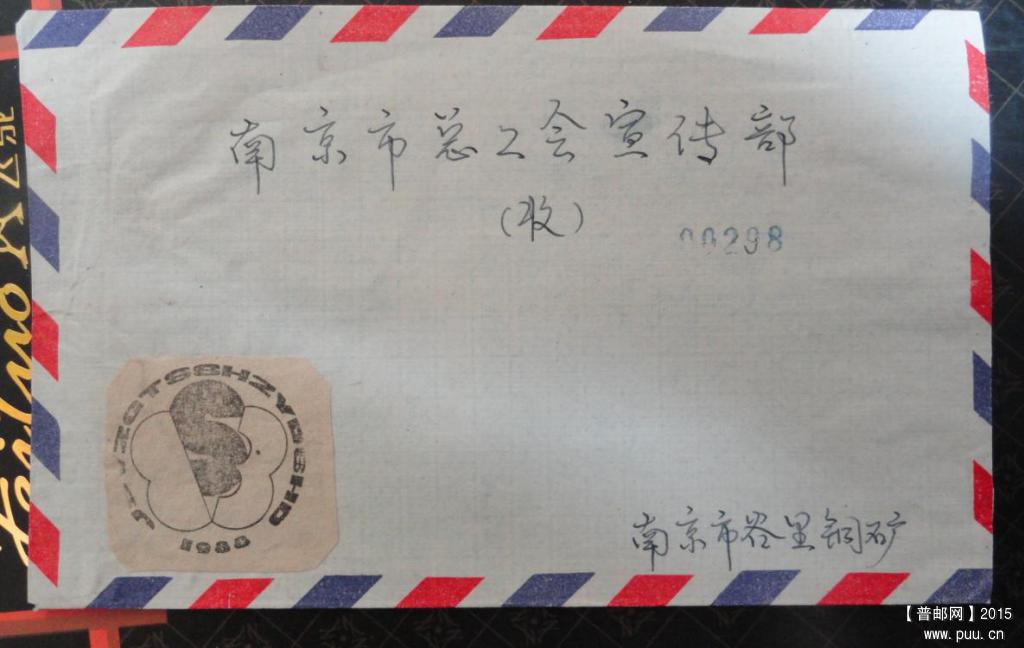 南京市总工会宣传部
(收)
00298
1988
南京市谷里铜矿
【普邮网】2015
www.puu.cn